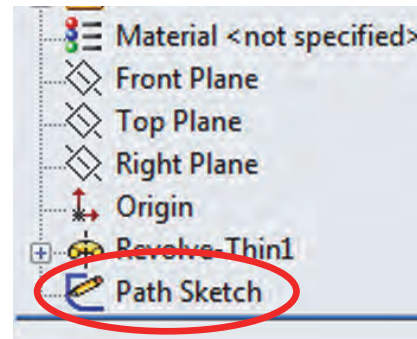 Material <not specified>
Front Plane
Top Plane
Right Plane
Origin
Revolve-Thin1
Path Sketch